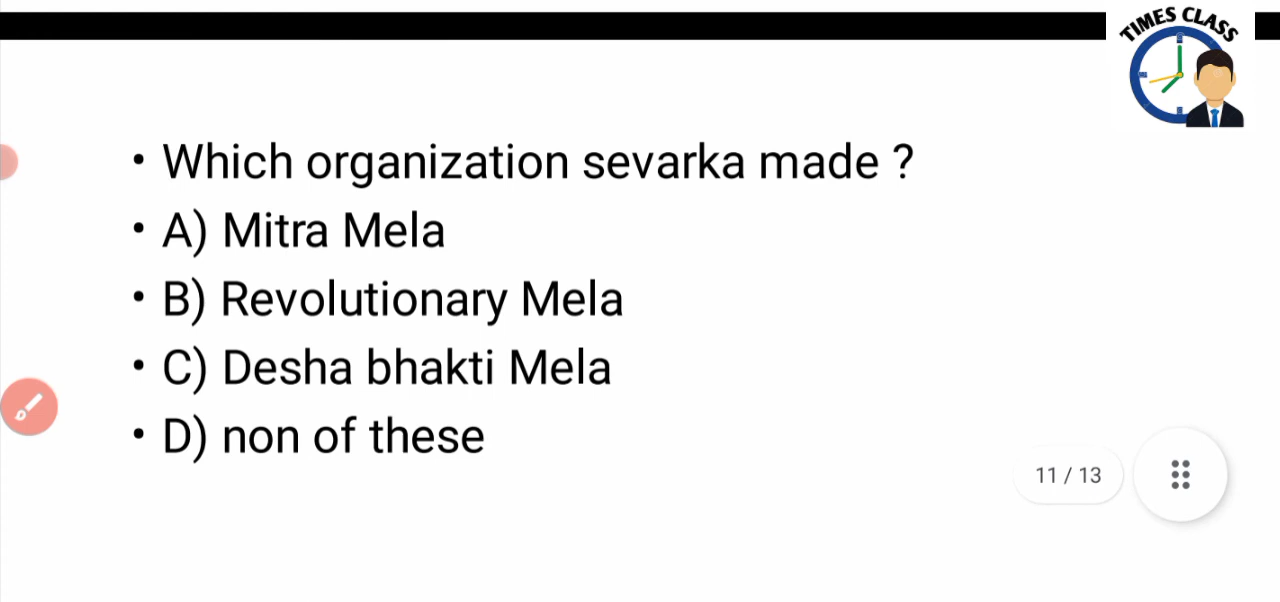 TIMES CLASS
• Which organization sevarka made ?
• A) Mitra Mela
• B) Revolutionary Mela
• C) Desha bhakti Mela
• D) non of these
11 / 13